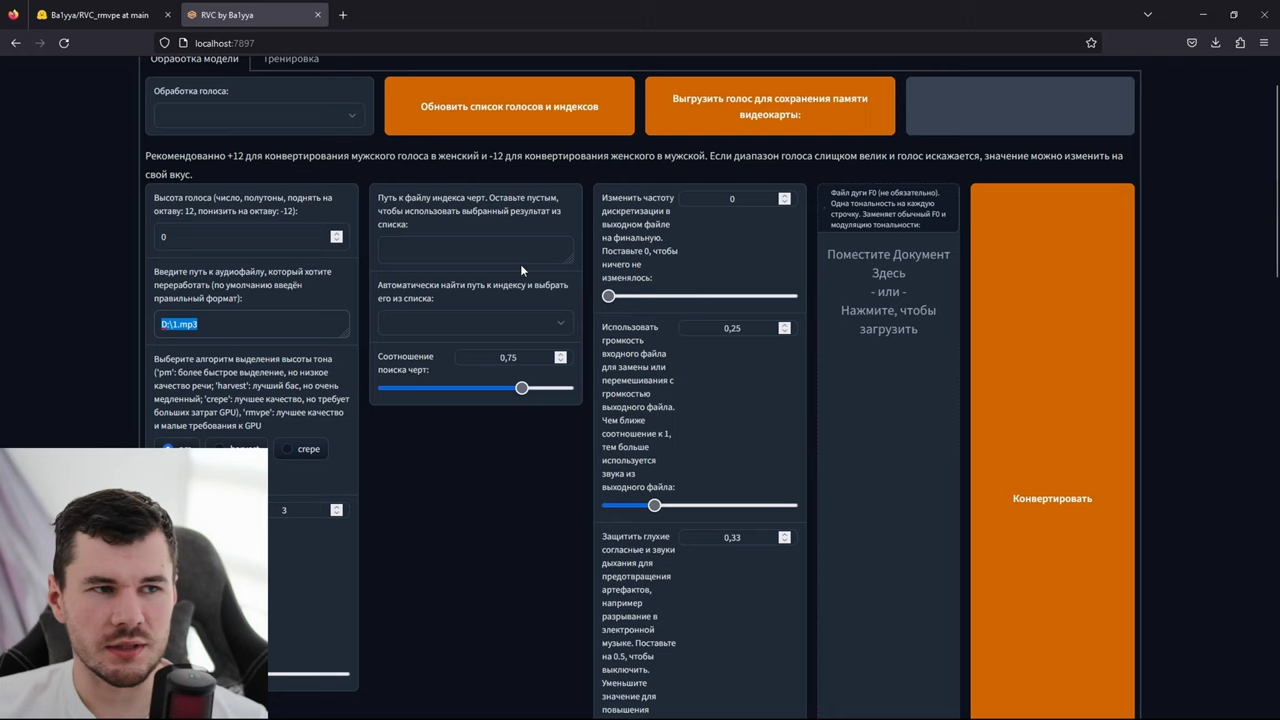 Ba1yya/RVC_rmvpe at main
RVC by Ba1yya
localhost:7897
Обработка модели
Тренировка
Обработка голоса:
Обновить список голосов и индексов
Выгрузить голос для сохранения памяти
видеокарты:
Рекомендованно +12 для конвертирования мужского голоса в женский и -12 для конвертирования женского в мужской. Если диапазон голоса слищком велик и голос искажается, значение можно изменить на
свой вкус.
Высота голоса (число, полутоны, поднять на
октаву: 12, понизить на октаву: -12):
0
Введите путь к аудиофайлу, который хотите
переработать (по умолчанию введён
правильный формат):
D:\1.mp3
Выберите алгоритм выделения высоты тона
('pm': более быстрое выделение, но низкое
качество речи; 'harvest': лучший бас, но очень
медленный; 'crepe': лучшее качество, но требует
больших затрат GPU), 'rmvpe': лучшее качество
и малые требования к GPU
crepe
3
Путь к файлу индекса черт. Оставьте пустым,
чтобы использовать выбранный результат из
списка:
Автоматически найти путь к индексу и выбрать
его из списка:
Соотношение
поиска черт:
0,75
Изменить частоту
дискретизации в
выходном файле
на финальную.
Поставьте 0, чтобы
ничего не
изменялось:
0
Использовать
громкость
входного файла
для замены или
перемешивания с
громкостью
выходного файла.
Чем ближе
соотношение к 1,
тем больше
используется
звука из
выходного файла:
0,25
Защитить глухие
согласные и звуки
дыхания для
предотвращения
артефактов,
например
разрывание в
электронной
музыке. Поставьте
на 0.5, чтобы
выключить.
Уменьшите
значение для
повышения
0,33
Файл дуги F0 (не обязательно).
Одна тональность на каждую
строчку. Заменяет обычный F0 и
модуляцию тональности:
Поместите Документ
Здесь
- или -
Нажмите, чтобы
загрузить
Конвертировать